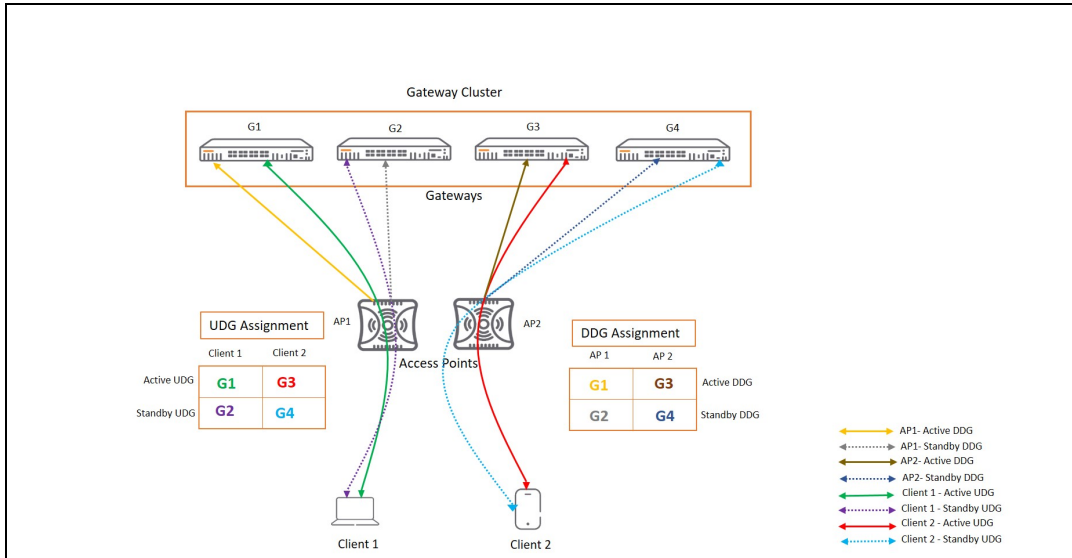 Gateway Cluster
G1
G2
G3
G4
Gateways
AP1
AP2
Access Points
UDG Assignment
Client 1 Client 2
Active UDG G1 G3
Standby UDG G2 G4
DDG Assignment
AP 1 AP 2
G1 G3 Active DDG
G2 G4 Standby DDG
AP1- Active DDG
AP1- Standby DDG
AP2- Active DDG
AP2- Standby DDG
Client 1 - Active UDG
Client 1 - Standby UDG
Client 2 - Active UDG
Client 2 - Standby UDG
Client 1
Client 2